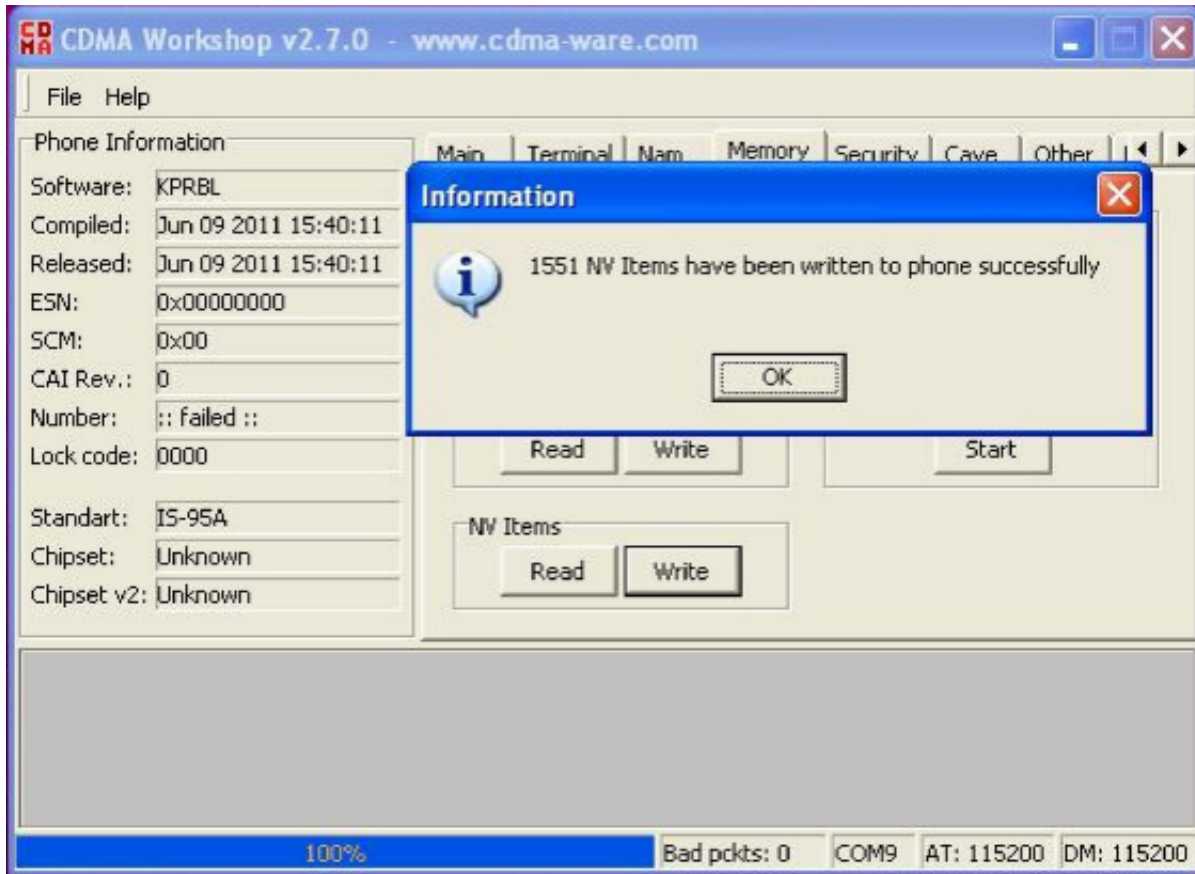 CDMA Workshop v2.7.0 - www.cdma-ware.com
File Help
Phone Information
Software: KPRBL
Compiled: Jun 09 2011 15:40:11
Released: Jun 09 2011 15:40:11
ESN: 0x00000000
SCM: 0x00
CAI Rev.: 0
Number: :: failed ::
Lock code: 0000
Standart: IS-95A
Chipset: Unknown
Chipset v2: Unknown
Main Terminal Nam Memory Security Cave Other
Information
1551 NV Items have been written to phone successfully
OK
Read Write Start
NV Items
Read Write
100% Bad pckts: 0 COM9 AT: 115200 DM: 115200